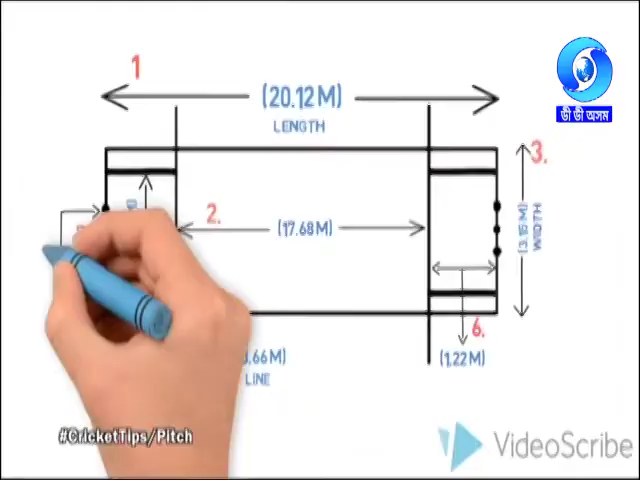 1
(20.12M)
LENGTH
ডী ডী অসম
3.
2.
(17.68M)
(3.15 M)
WIDTH
6.
.66M)
(1.22M)
LINE
#CricketTips/Pitch
VideoScribe